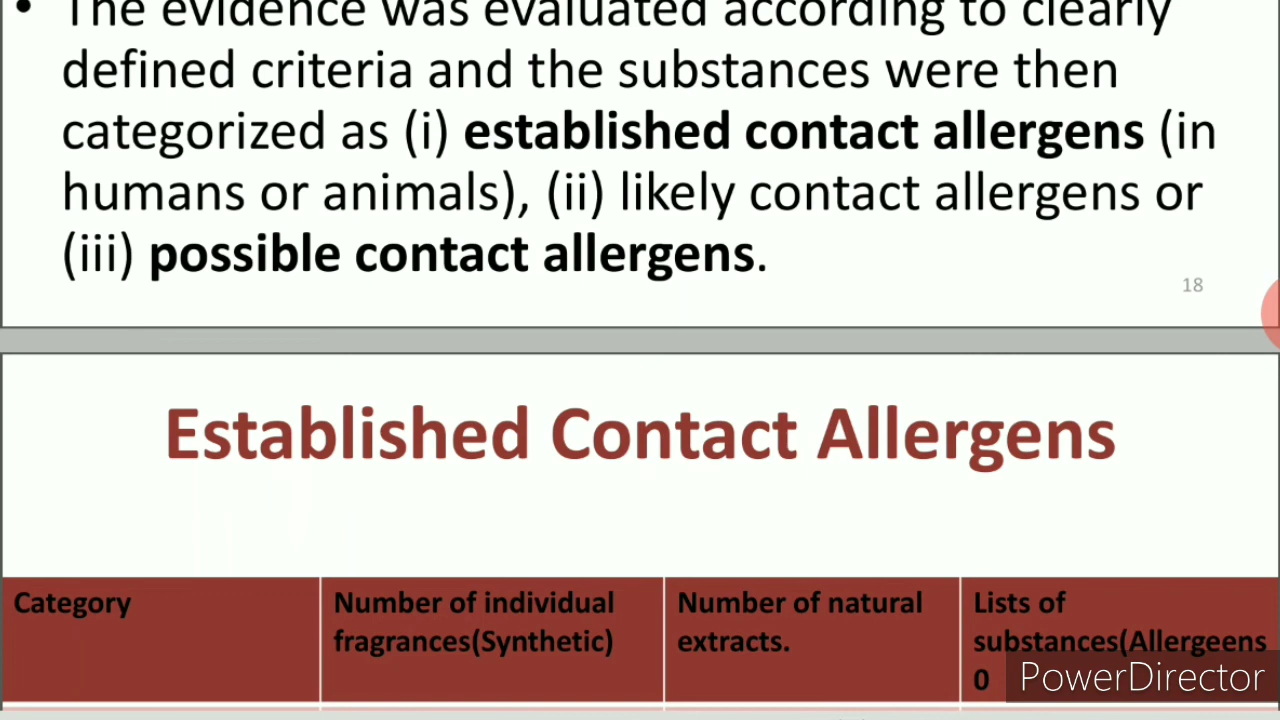 • The evidence was evaluated according to clearly
defined criteria and the substances were then
categorized as (i) established contact allergens (in
humans or animals), (ii) likely contact allergens or
(iii) possible contact allergens.
18
Established Contact Allergens
Category
Number of individual
fragrances(Synthetic)
Number of natural
extracts.
Lists of
substances(Allergeens
0
PowerDirector